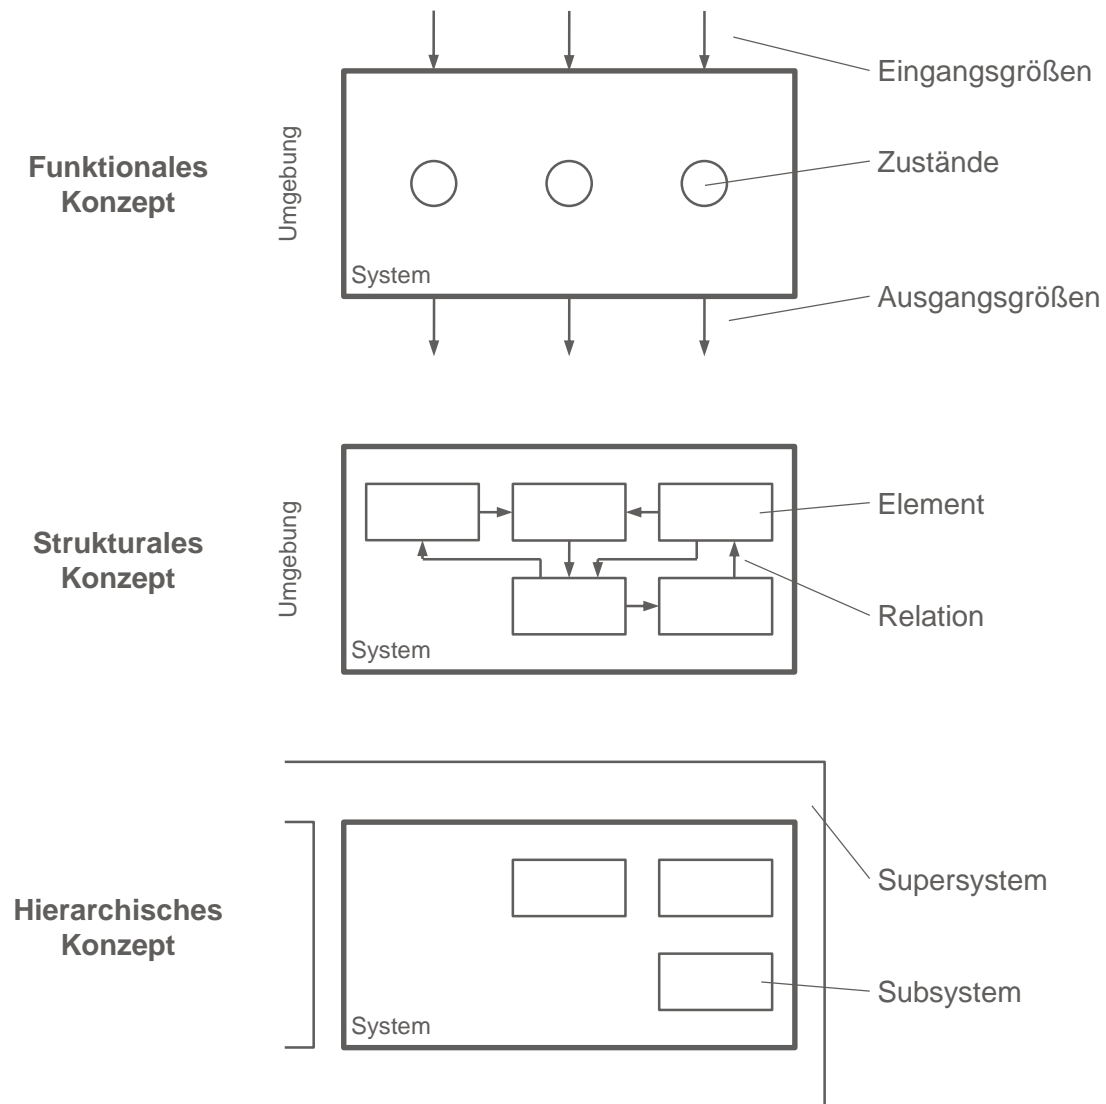 Eingangsgrößen
Funktionales
Konzept
Umgebung
Zustände
System
Ausgangsgrößen
Strukturales
Konzept
Umgebung
Element
Relation
System
Supersystem
Hierarchisches
Konzept
Subsystem
System